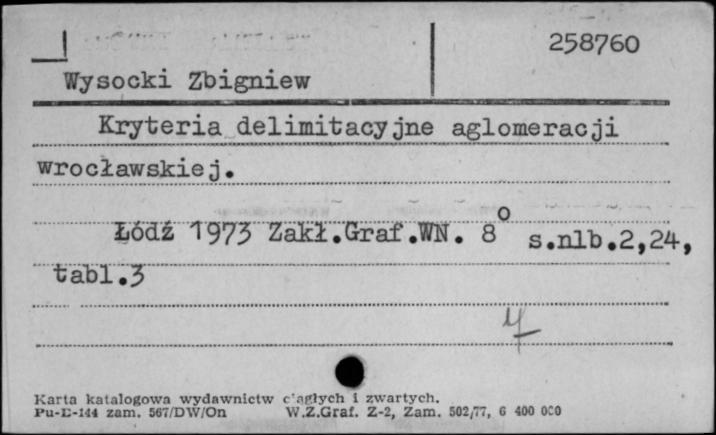 258760
Wysocki Zbigniew
Kryteria delimitacyjne aglomeracji
wrocławskiej.
Łódź 1973 Zakł.Graf.WN. 8° s.nlb.2,24,
tabl.3
Karta katalogowa wydawnictw ciągłych i zwartych.
Pu-E-144 zam. 567/DW/On W.Z.Graf. Z-2, Zam. 502/77, 6 400 000